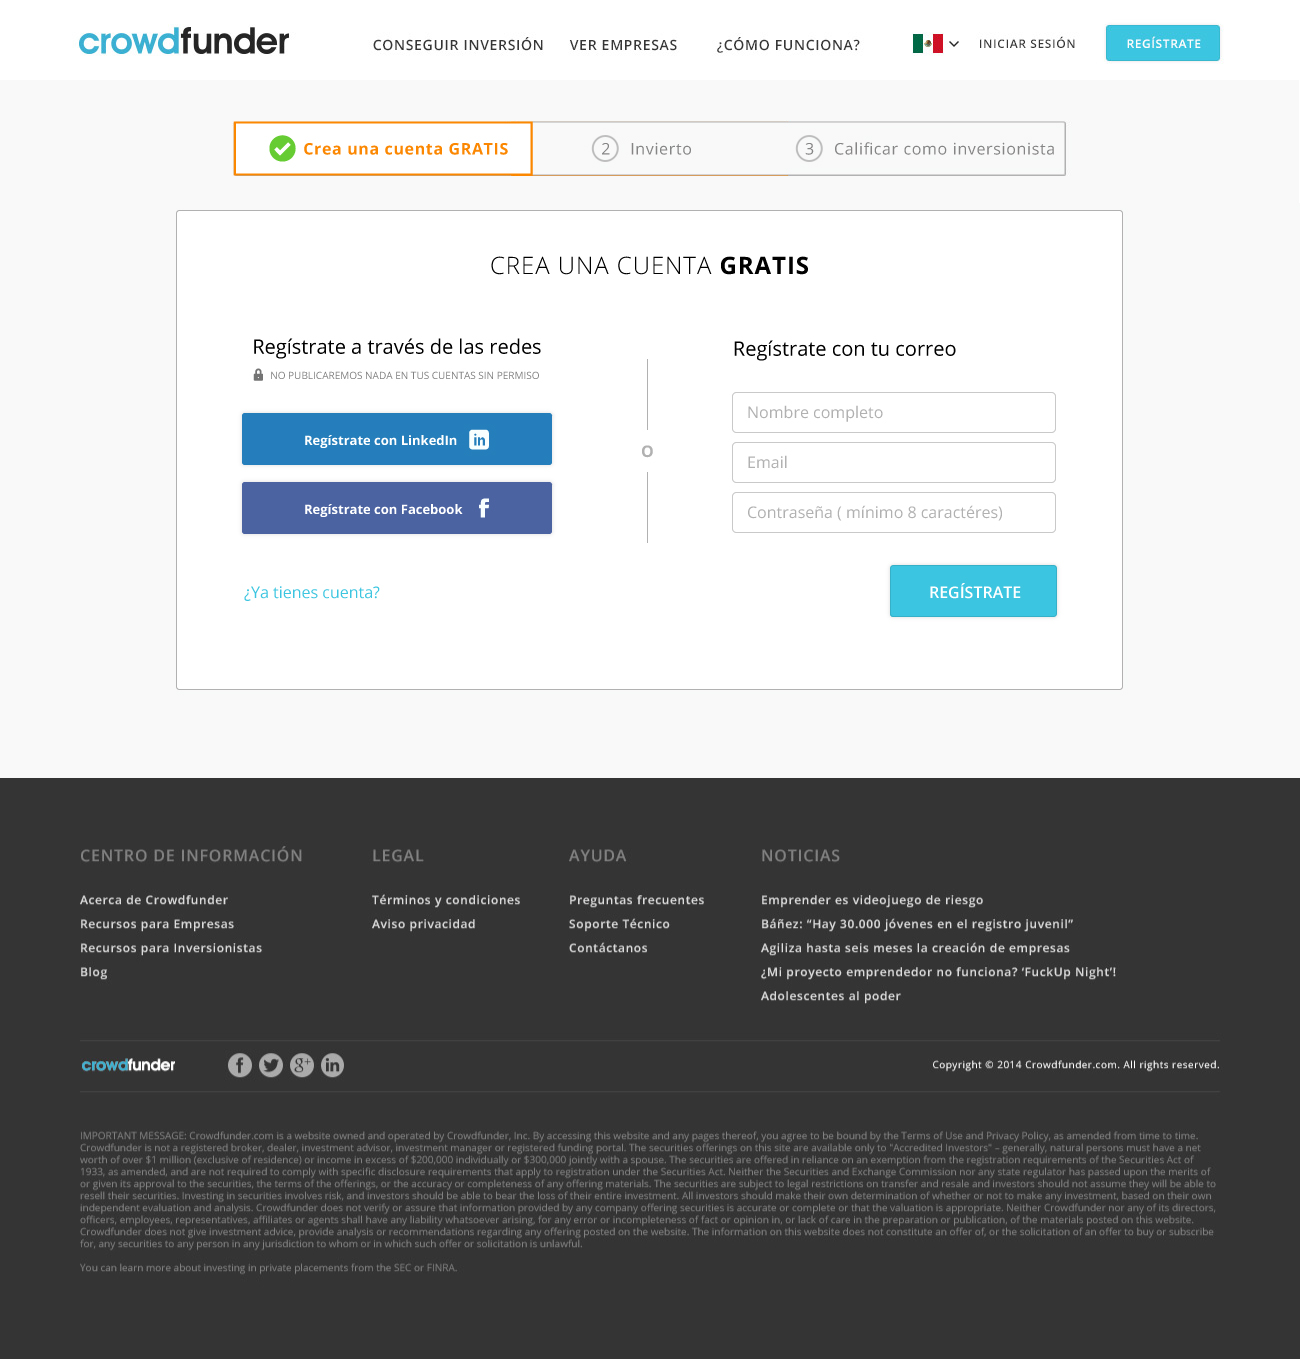 crowdfunder
CONSEGUIR INVERSIÓN
VER EMPRESAS
¿CÓMO FUNCIONA?
INICIAR SESIÓN
REGÍSTRATE
Crea una cuenta GRATIS
2 Invierto
3 Calificar como inversionista
CREA UNA CUENTA GRATIS
Regístrate a través de las redes
NO PUBLICAREMOS NADA EN TUS CUENTAS SIN PERMISO
Regístrate con LinkedIn in
Regístrate con Facebook f
¿Ya tienes cuenta?
O
Regístrate con tu correo
Nombre completo
Email
Contraseña ( mínimo 8 caractéres)
REGÍSTRATE
CENTRO DE INFORMACIÓN
Acerca de Crowdfunder
Recursos para Empresas
Recursos para Inversionistas
Blog
LEGAL
Términos y condiciones
Aviso privacidad
AYUDA
Preguntas frecuentes
Soporte Técnico
Contáctanos
NOTICIAS
Emprender es videojuego de riesgo
Báñez: “Hay 30.000 jóvenes en el registro juvenil”
Agiliza hasta seis meses la creación de empresas
¿Mi proyecto emprendedor no funciona? ‘FuckUp Night’!
Adolescentes al poder
crowdfunder
f g+ in
Copyright © 2014 Crowdfunder.com. All rights reserved.
IMPORTANT MESSAGE: Crowdfunder.com is a website owned and operated by Crowdfunder, Inc. By accessing this website and any pages thereof, you agree to be bound by the Terms of Use and Privacy Policy, as amended from time to time.
Crowdfunder is not a registered broker, dealer, investment advisor, investment manager or registered funding portal. The securities offerings on this site are available only to "Accredited Investors" – generally, natural persons must have a net
worth of over $1 million (exclusive of residence) or income in excess of $200,000 individually or $300,000 jointly with a spouse. The securities are offered in reliance on an exemption from the registration requirements of the Securities Act of
1933, as amended, and are not required to comply with specific disclosure requirements that apply to registration under the Securities Act. Neither the Securities and Exchange Commission nor any state regulator has passed upon the merits of
or given its approval to the securities, the terms of the offerings, or the accuracy or completeness of any offering materials. The securities are subject to legal restrictions on transfer and resale and investors should not assume they will be able to
resell their securities. Investing in securities involves risk, and investors should be able to bear the loss of their entire investment. All investors should make their own determination of whether or not to make any investment, based on their own
independent evaluation and analysis. Crowdfunder does not verify or assure that information provided by any company offering securities is accurate or complete or that the valuation is appropriate. Neither Crowdfunder nor any of its directors,
officers, employees, representatives, affiliates or agents shall have any liability whatsoever arising, for any error or incompleteness of fact or opinion in, or lack of care in the preparation or publication, of the materials posted on this website.
Crowdfunder does not give investment advice, provide analysis or recommendations regarding any offering posted on the website. The information on this website does not constitute an offer of, or the solicitation of an offer to buy or subscribe
for, any securities to any person in any jurisdiction to whom or in which such offer or solicitation is unlawful.
You can learn more about investing in private placements from the SEC or FINRA.